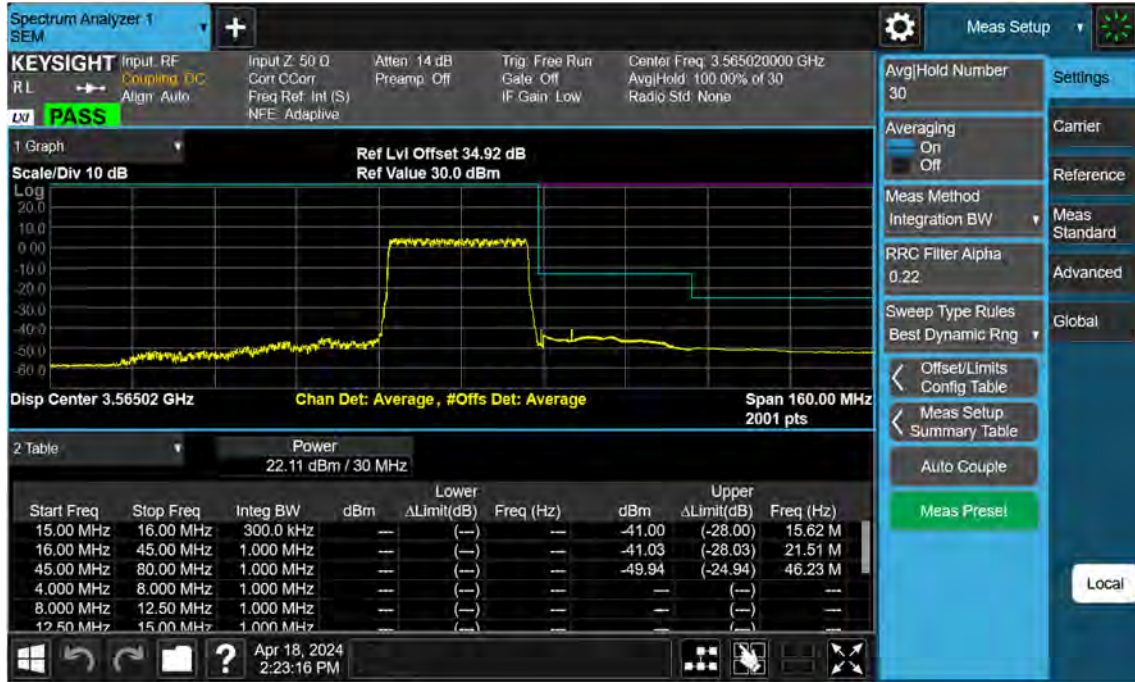 Spectrum Analyzer 1
SEM
Meas Setup
KEYSIGHT
RL
LXI
PASS
Input: RF
Coupling: DC
Align: Auto
Input Z: 50 Ω
Corr CCorr
Freq Ref: Int (S)
NFE: Adaptive
Atten: 14 dB
Preamp: Off
Trig: Free Run
Gate: Off
IF Gain: Low
Center Freq: 3.565020000 GHz
Avg|Hold: 100.00% of 30
Radio Std: None
1 Graph
Scale/Div 10 dB
Ref Lvl Offset 34.92 dB
Ref Value 30.0 dBm
Log
20.0
10.0
0.00
-10.0
-20.0
-30.0
-40.0
-50.0
-60.0
Disp Center 3.56502 GHz
Chan Det: Average, #Offs Det: Average
Span 160.00 MHz
2001 pts
2 Table
Power
22.11 dBm / 30 MHz
Lower Upper
Start Freq Stop Freq Integ BW dBm ΔLimit(dB) Freq (Hz) dBm ΔLimit(dB) Freq (Hz)
15.00 MHz 16.00 MHz 300.0 kHz --- (---) --- -41.00 (-28.00) 15.62 M
16.00 MHz 45.00 MHz 1.000 MHz --- (---) --- -41.03 (-28.03) 21.51 M
45.00 MHz 80.00 MHz 1.000 MHz --- (---) --- -49.94 (-24.94) 46.23 M
4.000 MHz 8.000 MHz 1.000 MHz --- (---) --- --- (---) ---
8.000 MHz 12.50 MHz 1.000 MHz --- (---) --- --- (---) ---
12.50 MHz 15.00 MHz 1.000 MHz --- (---) --- --- (---) ---
Apr 18, 2024
2:23:16 PM
Avg|Hold Number
30
Averaging
On
Off
Meas Method
Integration BW
RRC Filter Alpha
0.22
Sweep Type Rules
Best Dynamic Rng
Offset/Limits
Config Table
Meas Setup
Summary Table
Auto Couple
Meas Preset
Settings
Carrier
Reference
Meas
Standard
Advanced
Global
Local